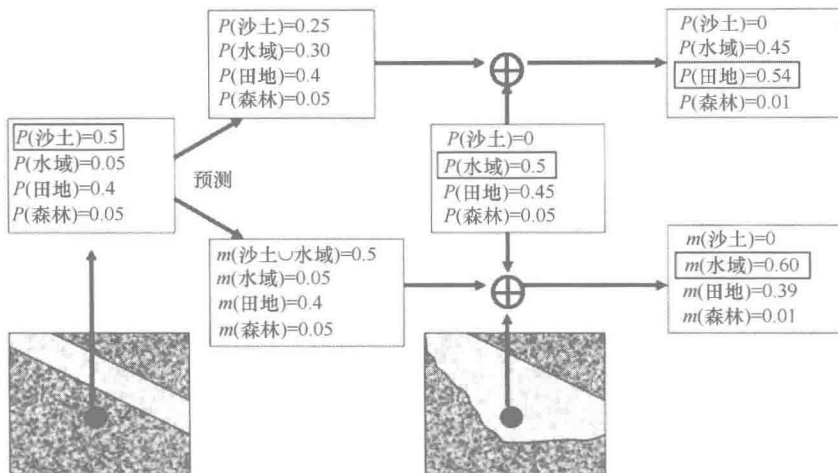 P(沙土)=0.25
P(水域)=0.30
P(田地)=0.4
P(森林)=0.05
P(沙土)=0
P(水域)=0.45
P(田地)=0.54
P(森林)=0.01
P(沙土)=0.5
P(水域)=0.05
P(田地)=0.4
P(森林)=0.05
预测
P(沙土)=0
P(水域)=0.5
P(田地)=0.45
P(森林)=0.05
m(沙土∪水域)=0.5
m(水域)=0.05
m(田地)=0.4
m(森林)=0.05
m(沙土)=0
m(水域)=0.60
m(田地)=0.39
m(森林)=0.01